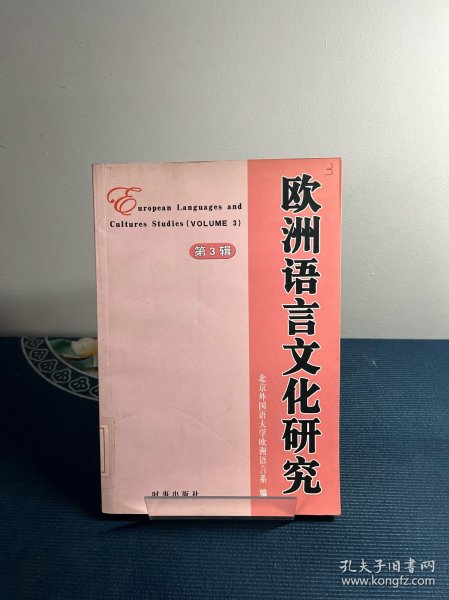 European Languages and
Cultures Studies (VOLUME 3)
第3辑
欧洲语言文化研究
北京外国语大学欧洲语言系 编
时事出版社
3
孔夫子旧书网
www.kongfz.com